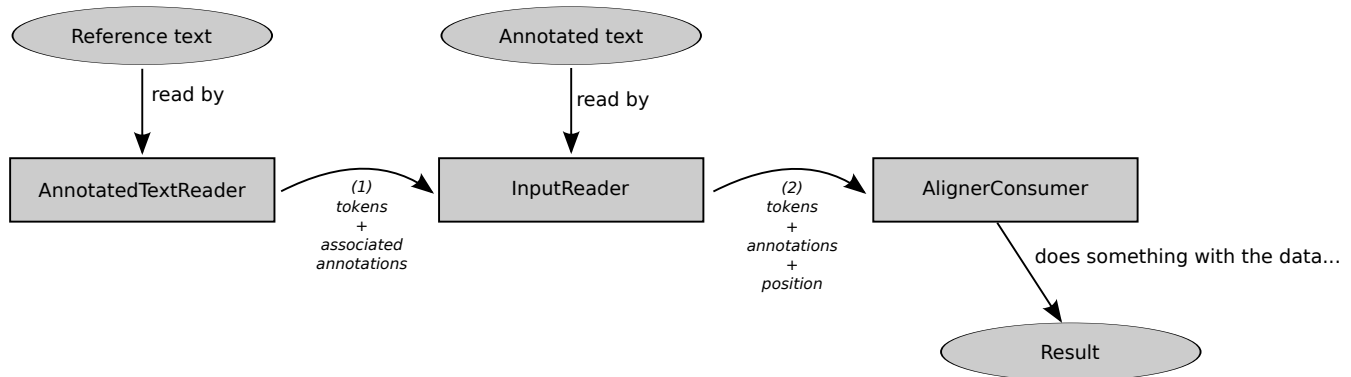 Reference text
Annotated text
read by
read by
AnnotatedTextReader
InputReader
AlignerConsumer
(1)
tokens
+
associated
annotations
(2)
tokens
+
annotations
+
position
does something with the data...
Result